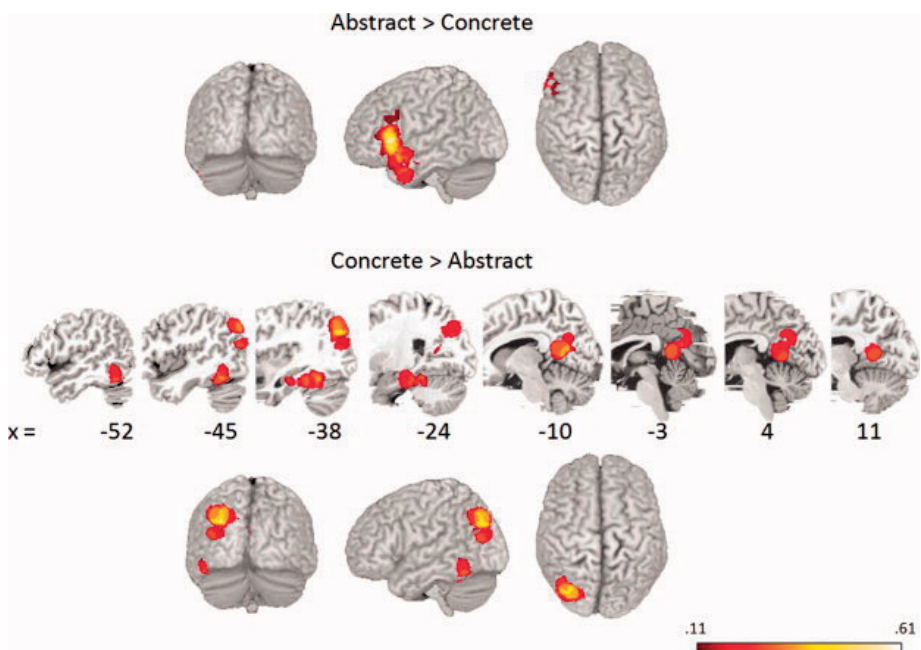 Abstract > Concrete
Concrete > Abstract
x = -52 -45 -38 -24 -10 -3 4 11
.11 .61